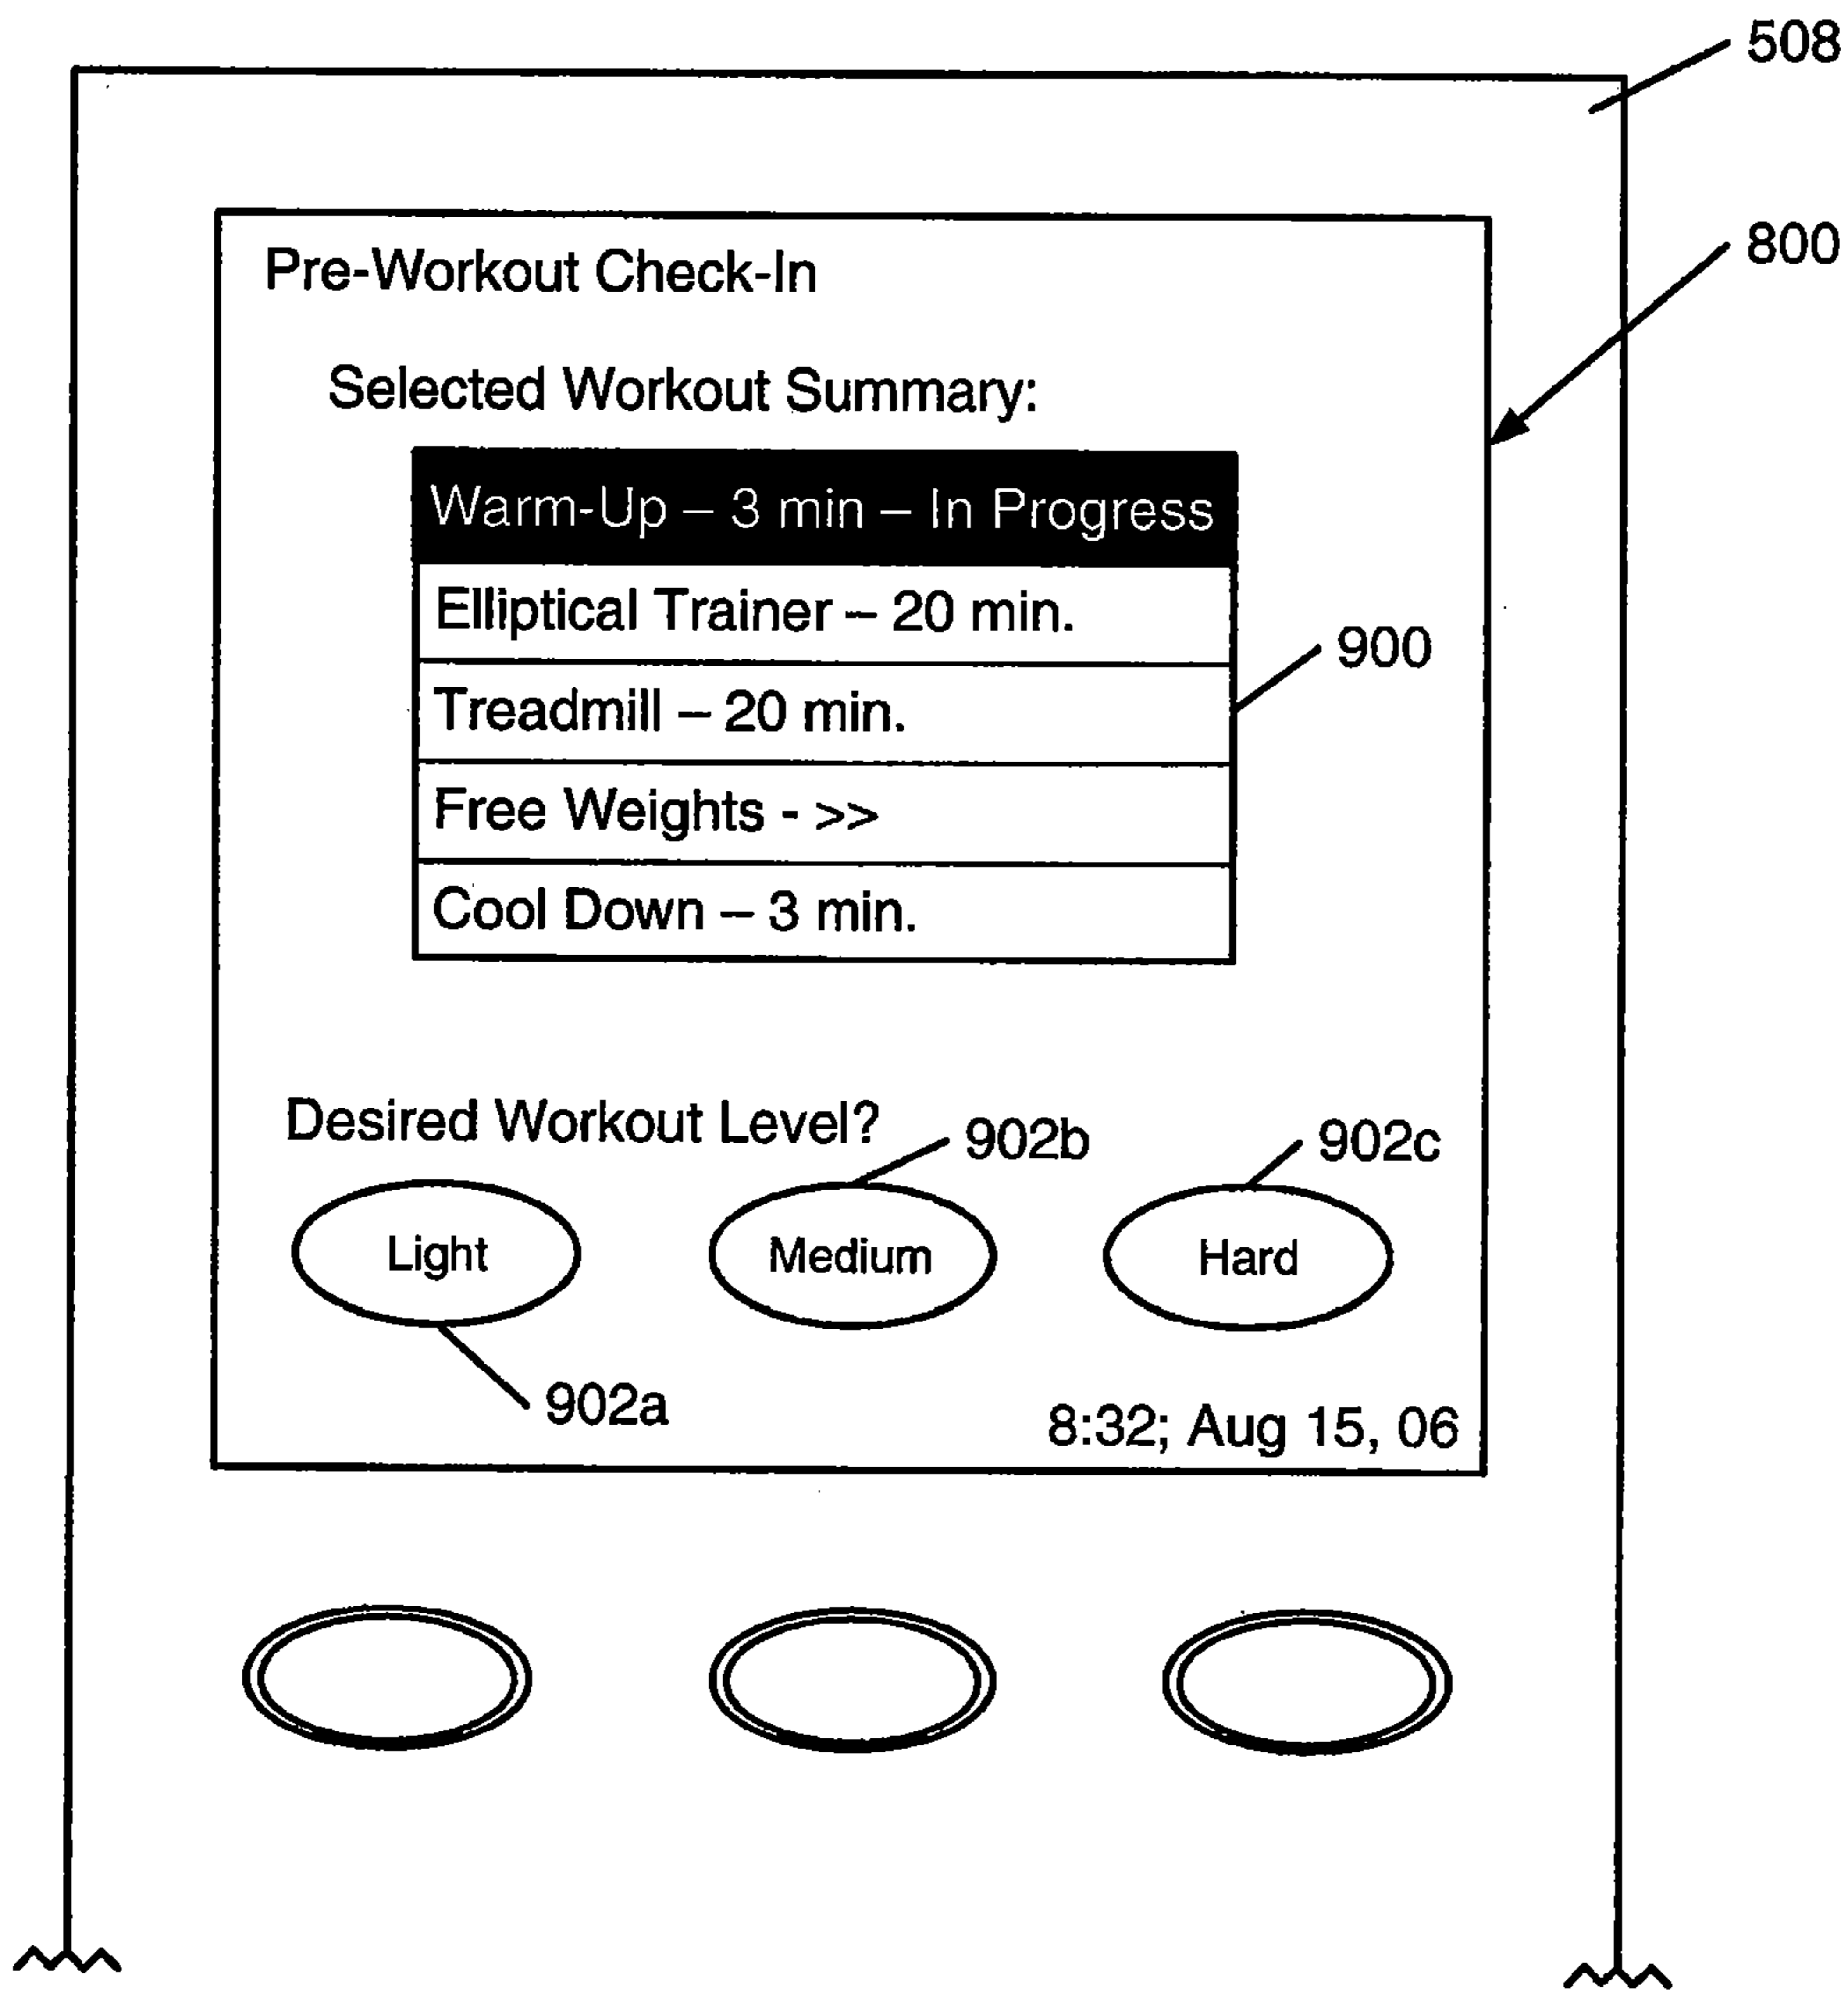 508
800
Pre-Workout Check-In
Selected Workout Summary:
Warm-Up – 3 min – In Progress
Elliptical Trainer – 20 min.
900
Treadmill – 20 min.
Free Weights - >>
Cool Down – 3 min.
Desired Workout Level?
902b
902c
Light
Medium
Hard
902a
8:32; Aug 15, 06